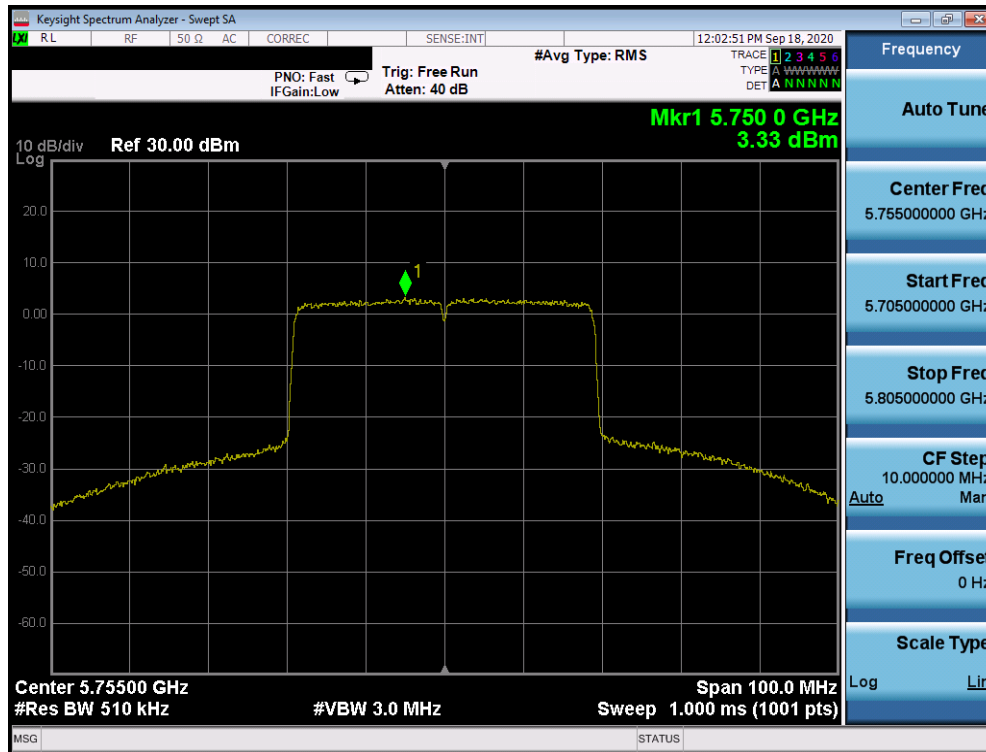 Keysight Spectrum Analyzer - Swept SA
LXI RL RF 50 Ω AC CORREC SENSE:INT 12:02:51 PM Sep 18, 2020
#Avg Type: RMS TRACE 1 2 3 4 5 6
PNO: Fast Trig: Free Run TYPE A WWWWW
IFGain:Low Atten: 40 dB DET A N N N N N
Mkr1 5.750 0 GHz
3.33 dBm
10 dB/div Ref 30.00 dBm
Log
20.0
10.0
1
0.00
-10.0
-20.0
-30.0
-40.0
-50.0
-60.0
Center 5.75500 GHz Span 100.0 MHz
#Res BW 510 kHz #VBW 3.0 MHz Sweep 1.000 ms (1001 pts)
MSG STATUS
Frequency
Auto Tune
Center Freq
5.755000000 GHz
Start Freq
5.705000000 GHz
Stop Freq
5.805000000 GHz
CF Step
10.000000 MHz
Auto Man
Freq Offset
0 Hz
Scale Type
Log Lin